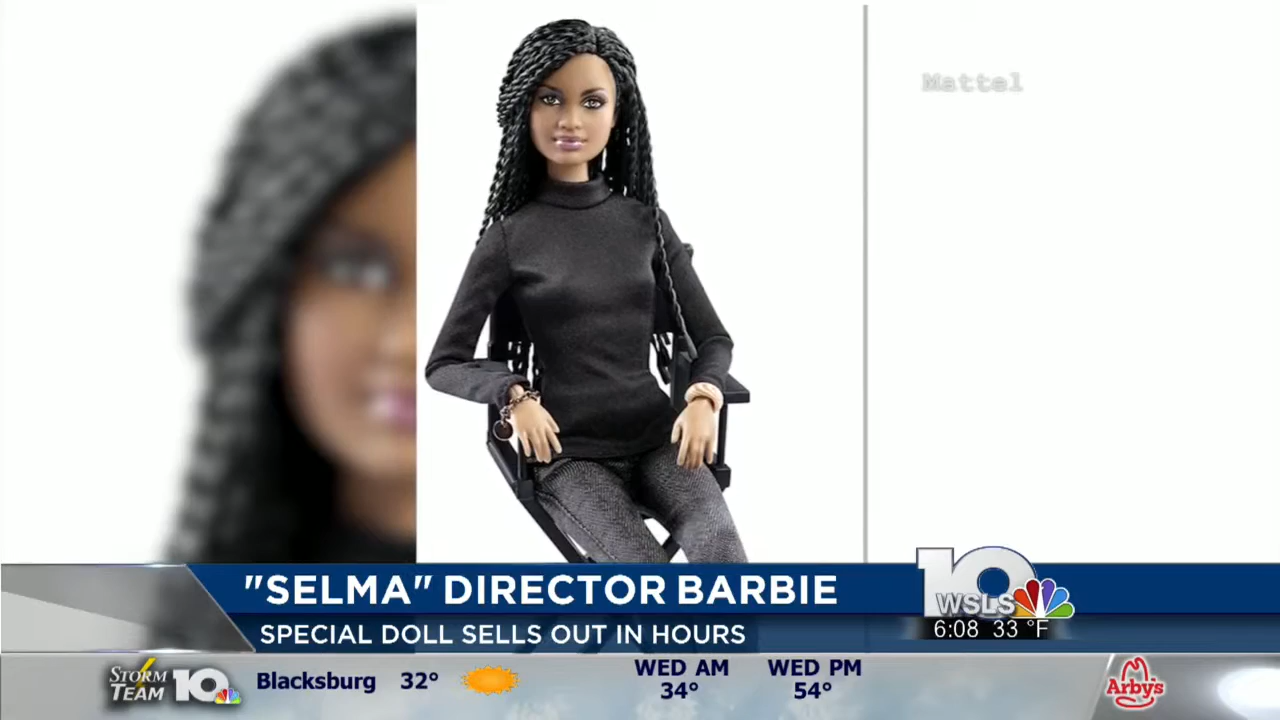 Mattel
"SELMA" DIRECTOR BARBIE
SPECIAL DOLL SELLS OUT IN HOURS
10
WSLS
6:08 33 °F
STORM
TEAM 10
Blacksburg 32°
WED AM
34°
WED PM
54°
Arby's